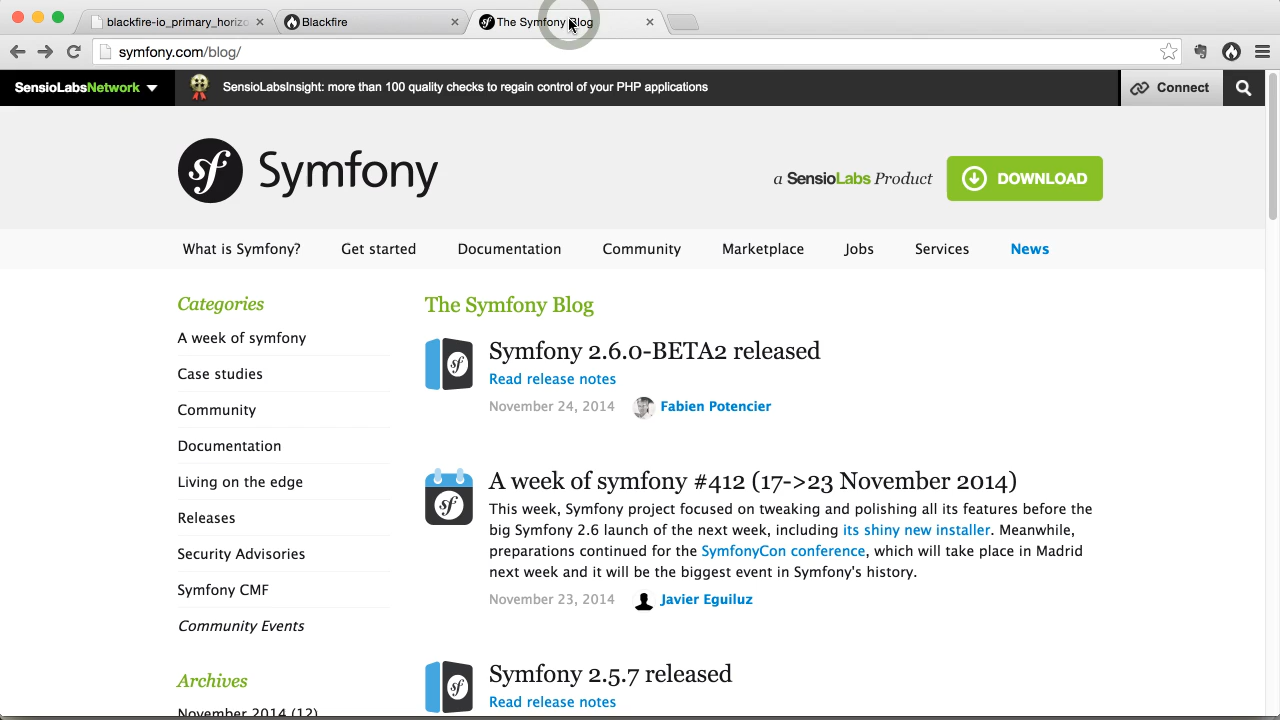 blackfire-io_primary_horizo
Blackfire
The Symfony Blog
symfony.com/blog/
SensioLabsNetwork
SensioLabsInsight: more than 100 quality checks to regain control of your PHP applications
Connect
sf Symfony
a SensioLabs Product
DOWNLOAD
What is Symfony?
Get started
Documentation
Community
Marketplace
Jobs
Services
News
Categories
A week of symfony
Case studies
Community
Documentation
Living on the edge
Releases
Security Advisories
Symfony CMF
Community Events
Archives
November 2014 (12)
The Symfony Blog
Symfony 2.6.0-BETA2 released
Read release notes
November 24, 2014
Fabien Potencier
A week of symfony #412 (17->23 November 2014)
This week, Symfony project focused on tweaking and polishing all its features before the
big Symfony 2.6 launch of the next week, including its shiny new installer. Meanwhile,
preparations continued for the SymfonyCon conference, which will take place in Madrid
next week and it will be the biggest event in Symfony's history.
November 23, 2014
Javier Eguiluz
Symfony 2.5.7 released
Read release notes